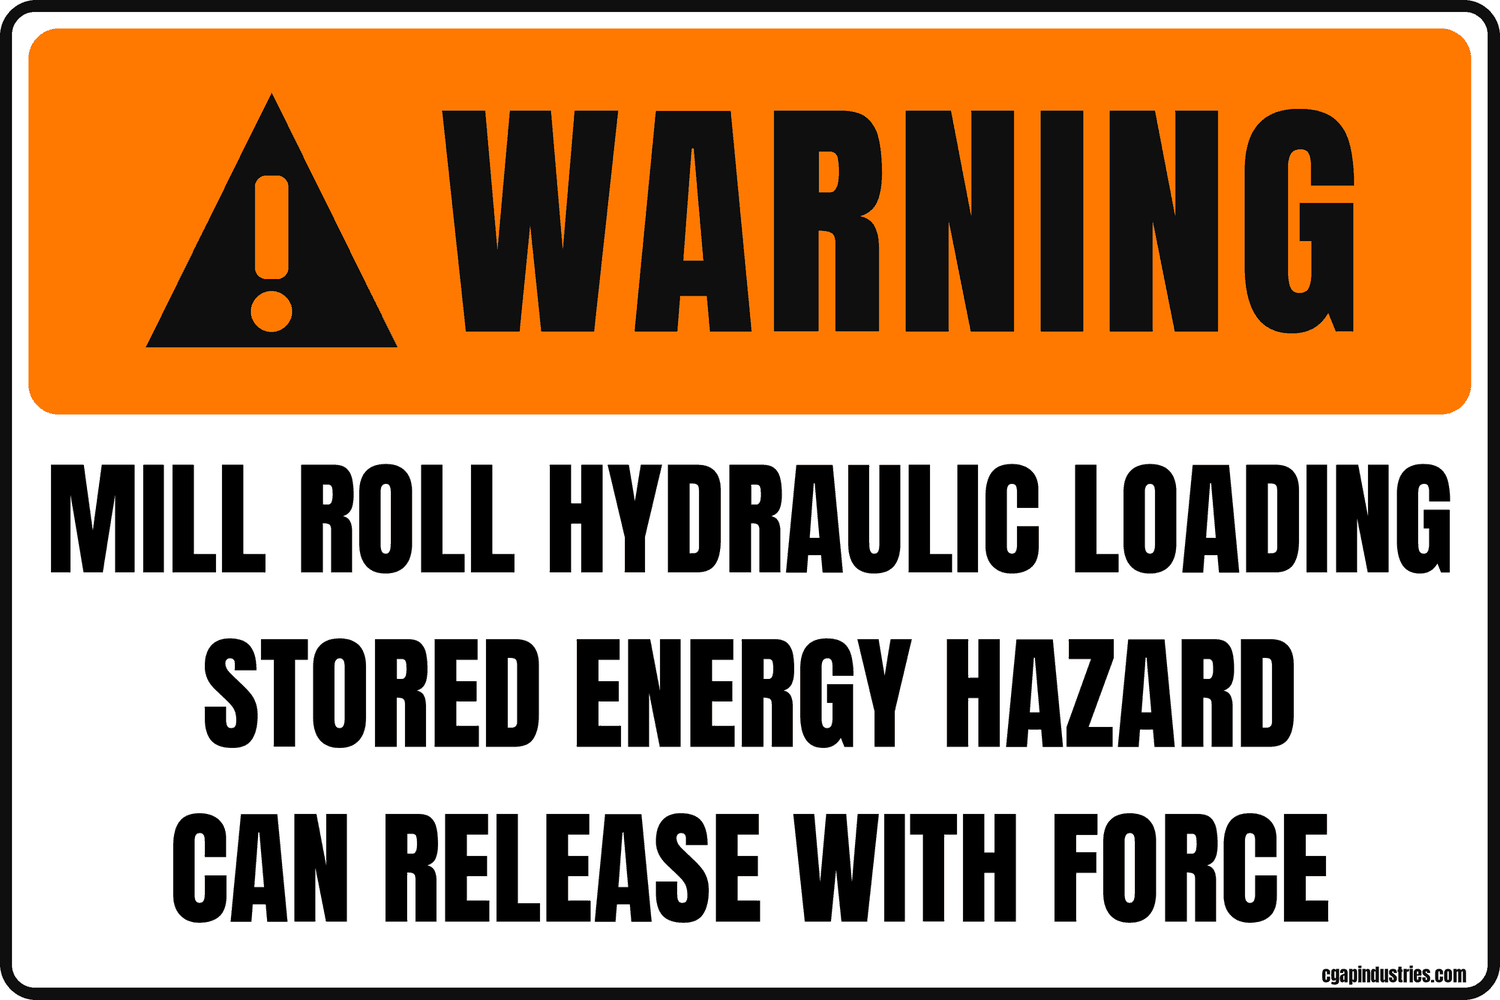 WARNING
MILL ROLL HYDRAULIC LOADING
STORED ENERGY HAZARD
CAN RELEASE WITH FORCE
cgapindustries.com